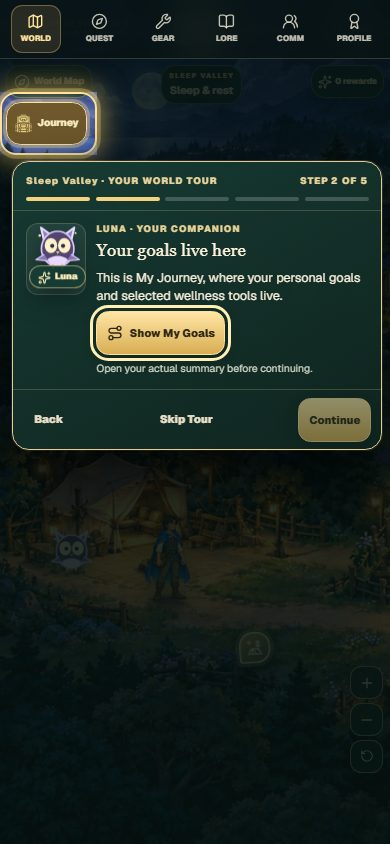 WORLD
QUEST
GEAR
LORE
COMM
PROFILE
World Map
SLEEP VALLEY
Sleep & rest
0 rewards
Journey
Sleep Valley · YOUR WORLD TOUR
STEP 2 OF 5
LUNA · YOUR COMPANION
Your goals live here
Luna
This is My Journey, where your personal goals
and selected wellness tools live.
Show My Goals
Open your actual summary before continuing.
Back
Skip Tour
Continue